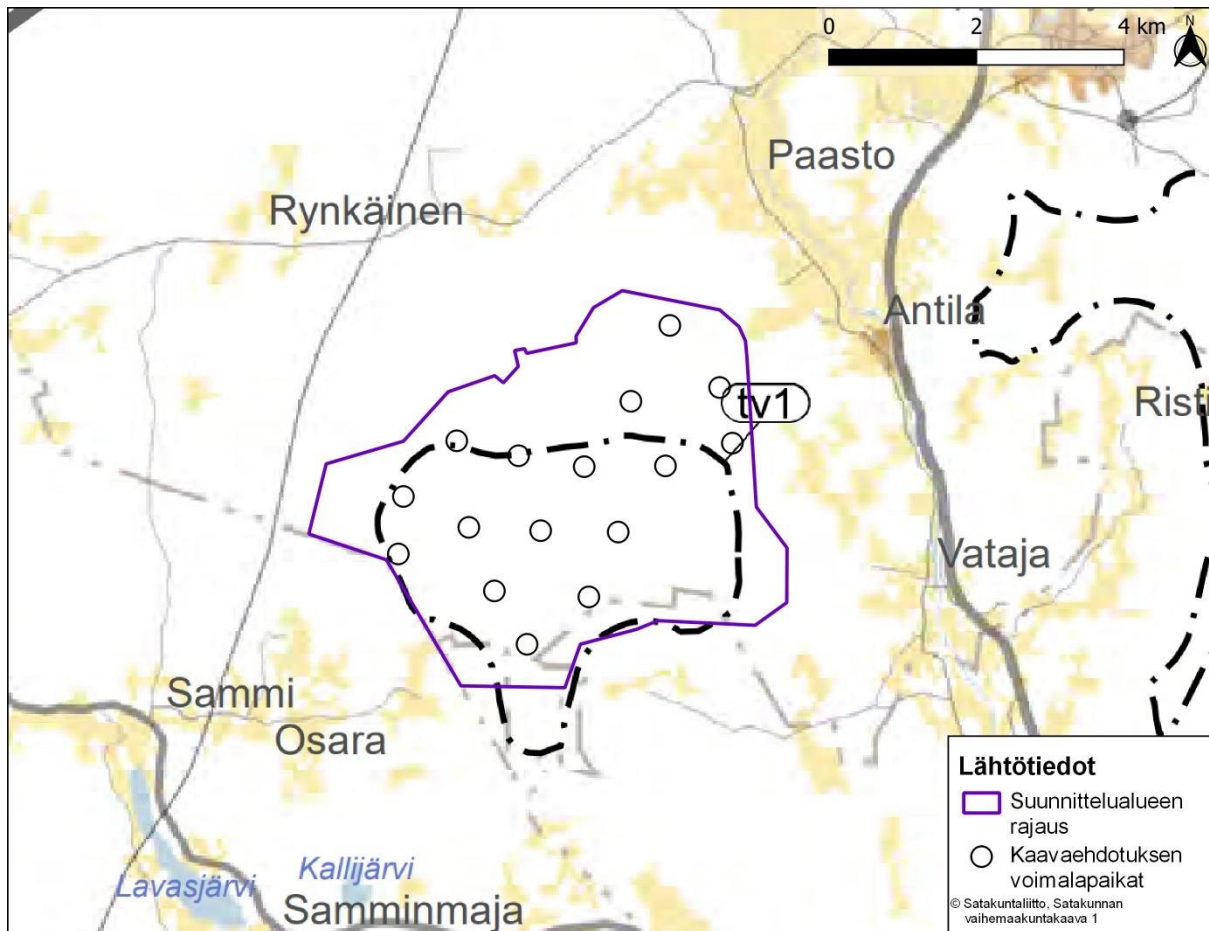 0 2 4 km
N
Paasto
Rynkäinen
Antila
tv1
Risti
Vataja
Sammi
Osara
Lähtötiedot
Suunnittelualueen
rajaus
Kaavaehdotuksen
voimalapaikat
Kallijärvi
Lavasjärvi
Samminmaja
© Satakuntaliitto, Satakunnan
vaihemaakuntakaava 1